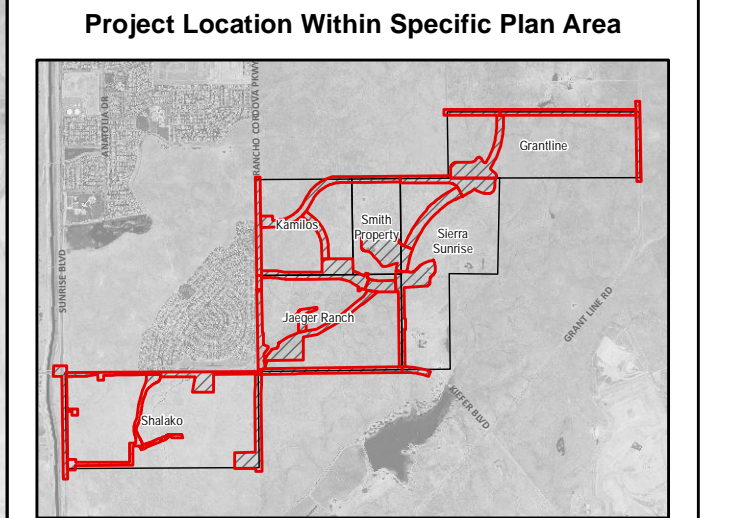 Project Location Within Specific Plan Area
ANATOLIA DR
RANCHO CORDOVA PKWY
Grantline
Kamilos
Smith
Property
Sierra
Sunrise
SUNRISE BLVD
Jaeger Ranch
GRANT LINE RD
KIEFER BLVD
Shalako